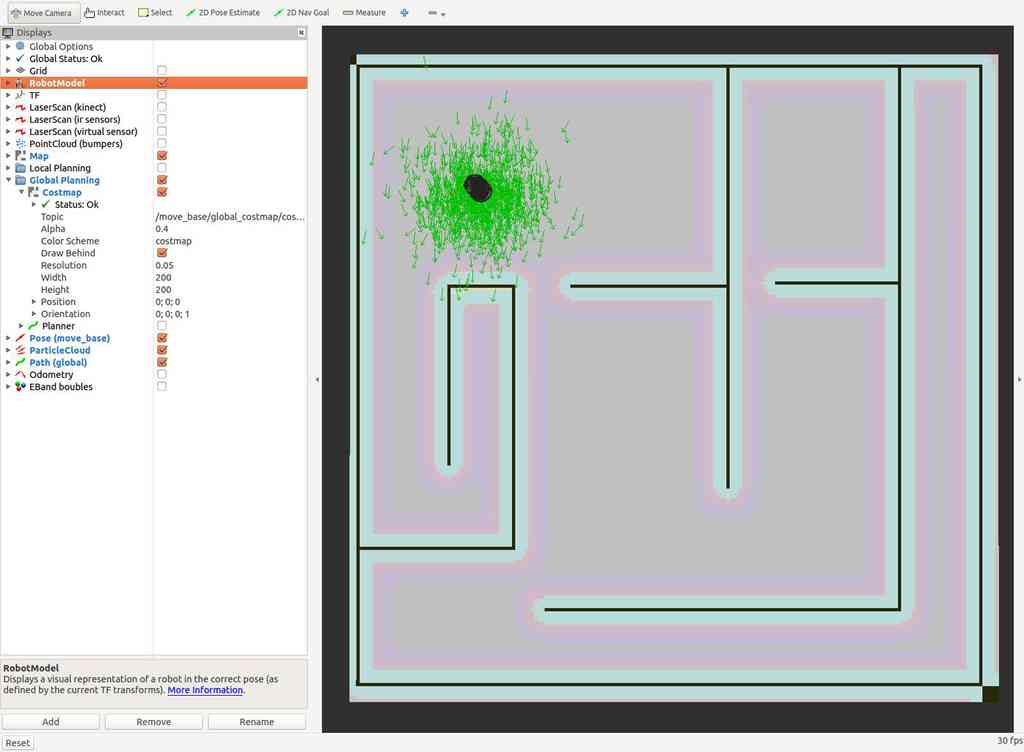 Move Camera Interact Select 2D Pose Estimate 2D Nav Goal Measure
Displays
Global Options
Global Status: Ok
Grid
RobotModel
TF
LaserScan (kinect)
LaserScan (ir sensors)
LaserScan (virtual sensor)
PointCloud (bumpers)
Map
Local Planning
Global Planning
Costmap
Status: Ok
Topic /move_base/global_costmap/cos...
Alpha 0.4
Color Scheme costmap
Draw Behind
Resolution 0.05
Width 200
Height 200
Position 0; 0; 0
Orientation 0; 0; 0; 1
Planner
Pose (move_base)
ParticleCloud
Path (global)
Odometry
EBand boubles
RobotModel
Displays a visual representation of a robot in the correct pose (as
defined by the current TF transforms). More Information.
Add Remove Rename
Reset 30 fps